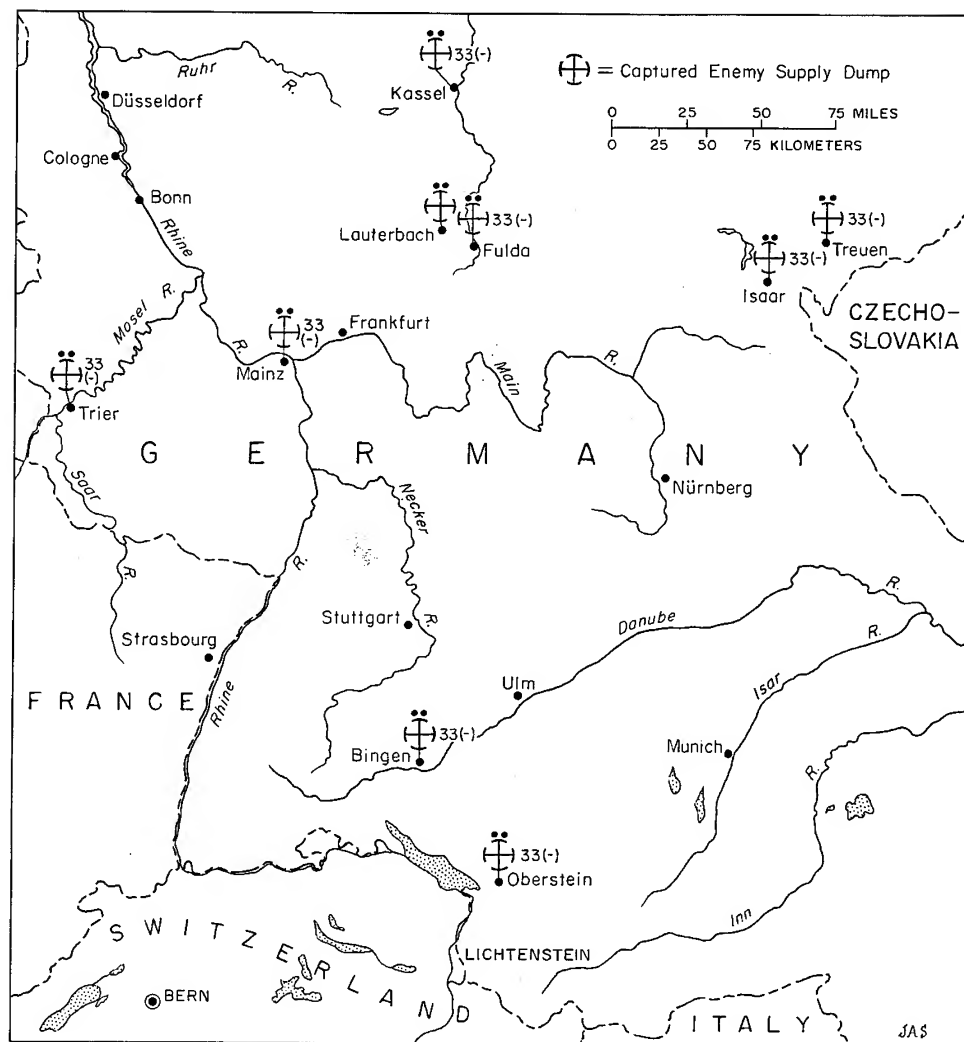 33(-)
Kassel
Ruhr
R.
Düsseldorf
= Captured Enemy Supply Dump
0 25 50 75 MILES
0 25 50 75 KILOMETERS
Cologne
Bonn
Rhine
Lauterbach
33(-)
Fulda
33(-)
Treuen
33(-)
Isaar
CZECHO-
SLOVAKIA
Mosel
R.
R.
33
(-)
Mainz
Frankfurt
Main
R.
33
(-)
Trier
GERMANY
Saar
R.
Nürnberg
Necker
R.
R.
Strasbourg
Stuttgart
FRANCE
Rhine
Danube
R.
Ulm
Isar
R.
33(-)
Bingen
Munich
R.
33(-)
Oberstein
Inn
SWITZERLAND
LICHTENSTEIN
BERN
ITALY
JAS